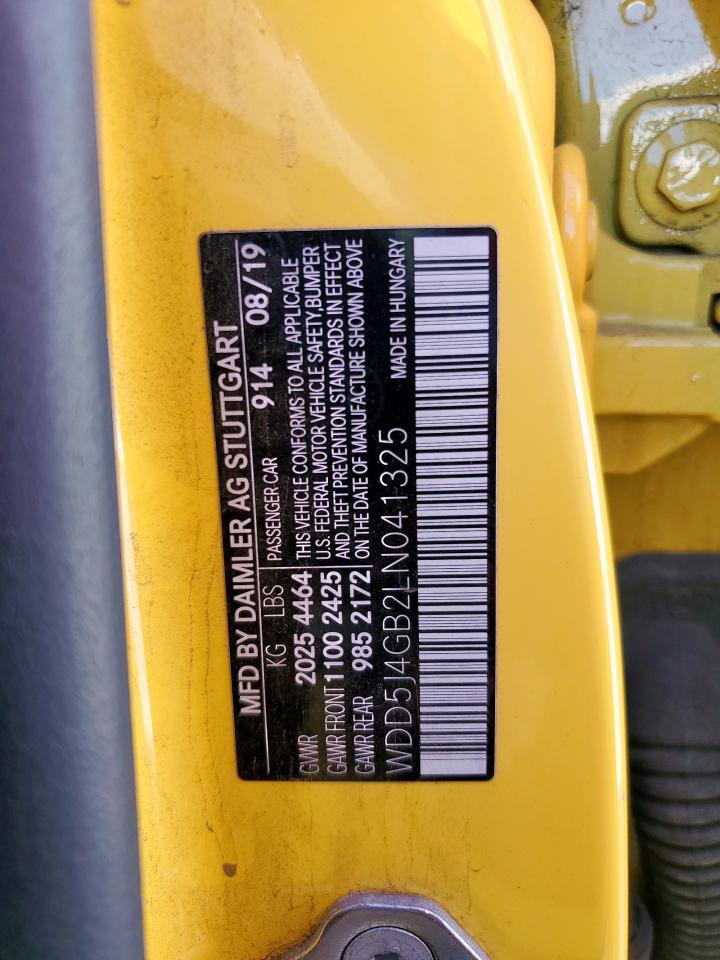 MFD BY DAIMLER AG STUTTGART
914 08/19
KG LBS PASSENGER CAR
GVWR 2025 4464
GAWR FRONT 1100 2425
GAWR REAR 985 2172
THIS VEHICLE CONFORMS TO ALL APPLICABLE
U.S. FEDERAL MOTOR VEHICLE SAFETY, BUMPER
AND THEFT PREVENTION STANDARDS IN EFFECT
ON THE DATE OF MANUFACTURE SHOWN ABOVE
WDD5J4GB2LN041325 MADE IN HUNGARY